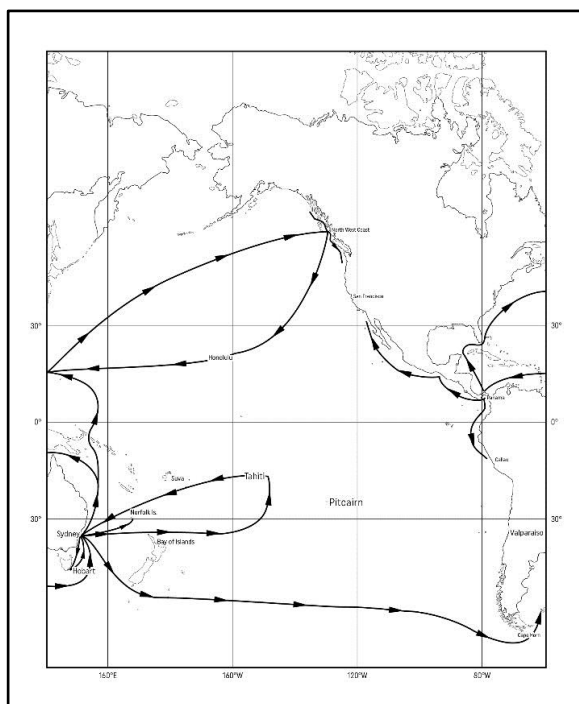 North West Coast
San Francisco
30°
30°
Honolulu
Panama
0°
0°
Callao
Suva
Tahiti
Pitcairn
Norfolk Is.
30°
30°
Sydney
Bay of Islands
Valparaiso
Hobart
Cape Horn
160°E
160°W
120°W
80°W